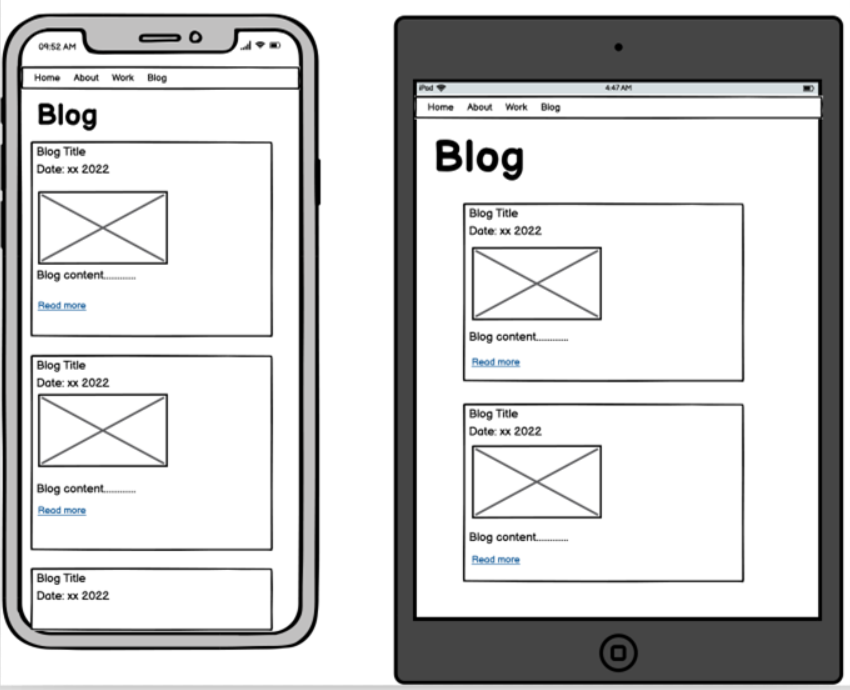 09:52 AM
Home About Work Blog
Blog
Blog Title
Date: xx 2022
Blog content............
Read more
Blog Title
Date: xx 2022
Blog content............
Read more
Blog Title
Date: xx 2022
iPad 4:47 AM
Home About Work Blog
Blog
Blog Title
Date: xx 2022
Blog content............
Read more
Blog Title
Date: xx 2022
Blog content............
Read more